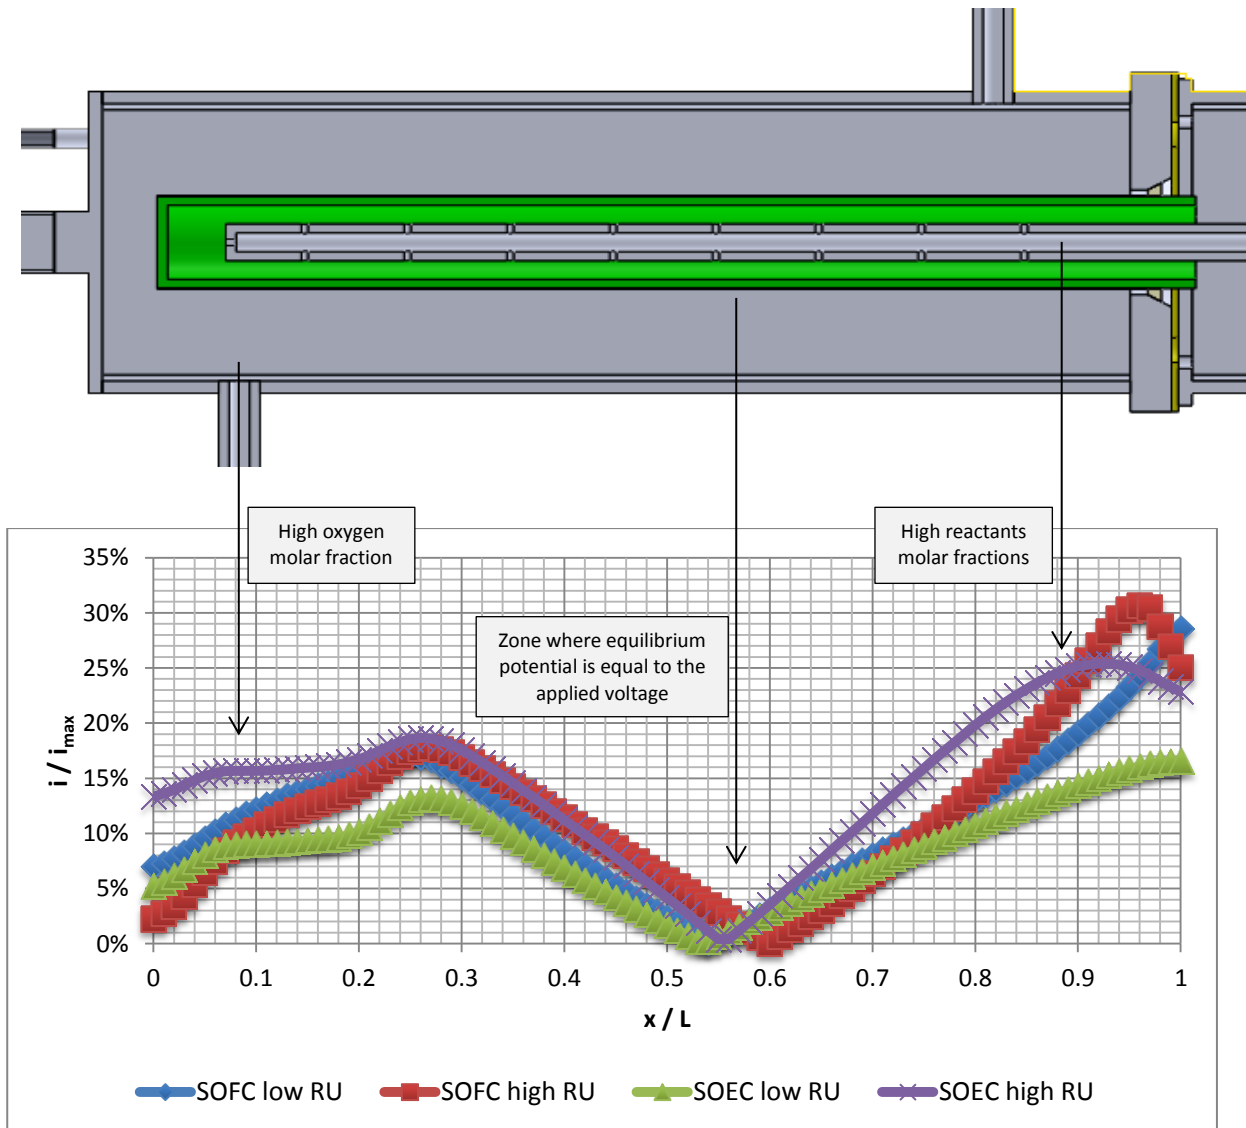 High oxygen
molar fraction
High reactants
molar fractions
Zone where equilibrium
potential is equal to the
applied voltage
35%
30%
25%
20%
15%
10%
5%
0%
i / imax
0 0.1 0.2 0.3 0.4 0.5 0.6 0.7 0.8 0.9 1
x / L
SOFC low RU SOFC high RU SOEC low RU SOEC high RU